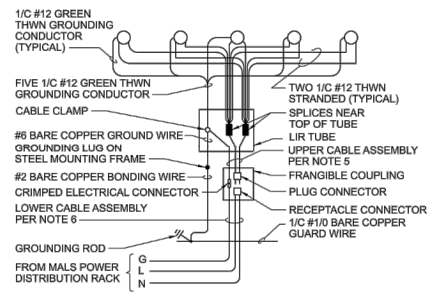 1/C #12 GREEN
THWN GROUNDING
CONDUCTOR
(TYPICAL)
FIVE 1/C #12 GREEN THWN
GROUNDING CONDUCTOR
CABLE CLAMP
#6 BARE COPPER GROUND WIRE
GROUNDING LUG ON
STEEL MOUNTING FRAME
#2 BARE COPPER BONDING WIRE
CRIMPED ELECTRICAL CONNECTOR
LOWER CABLE ASSEMBLY
PER NOTE 6
GROUNDING ROD
FROM MALS POWER
DISTRIBUTION RACK
G
L
N
TWO 1/C #12 THWN
STRANDED (TYPICAL)
SPLICES NEAR
TOP OF TUBE
LIR TUBE
UPPER CABLE ASSEMBLY
PER NOTE 5
FRANGIBLE COUPLING
PLUG CONNECTOR
RECEPTACLE CONNECTOR
1/C #1/0 BARE COPPER
GUARD WIRE